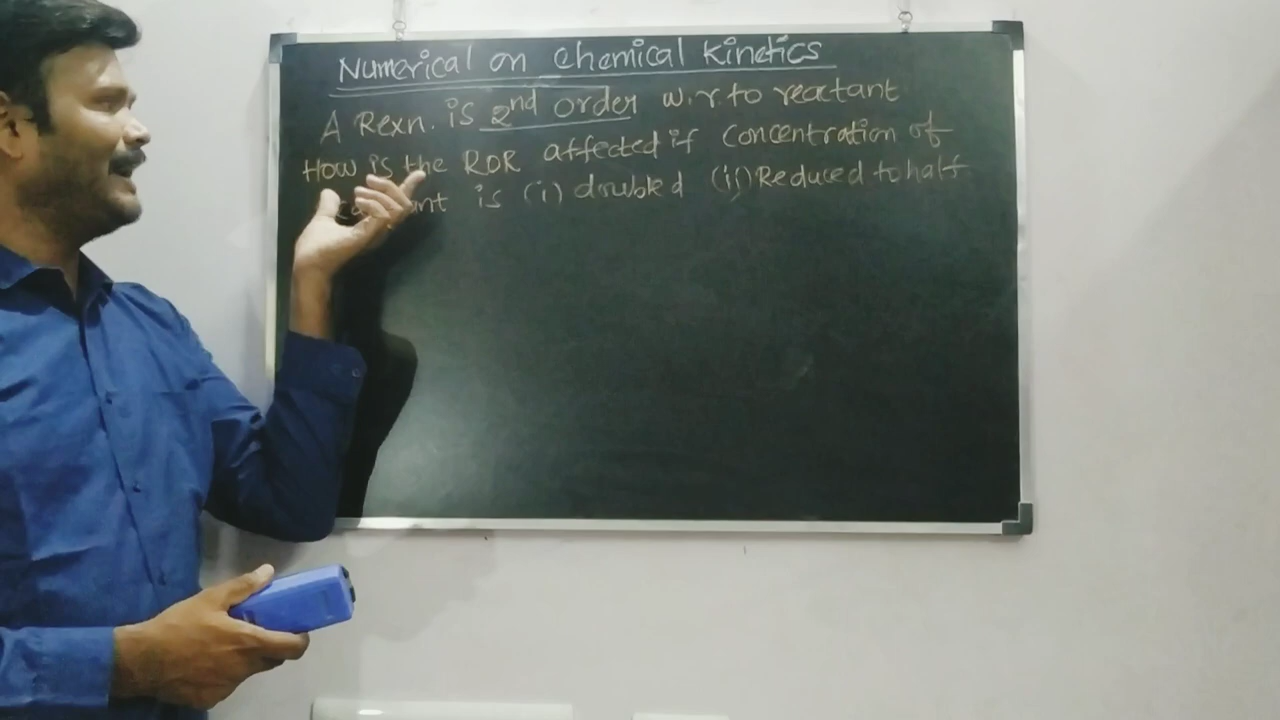 Numerical on Chemical Kinetics
A Rexn. is 2nd order w.r. to reactant
How is the ROR affected if Concentration of
is (i) doubled (ii) Reduced to half